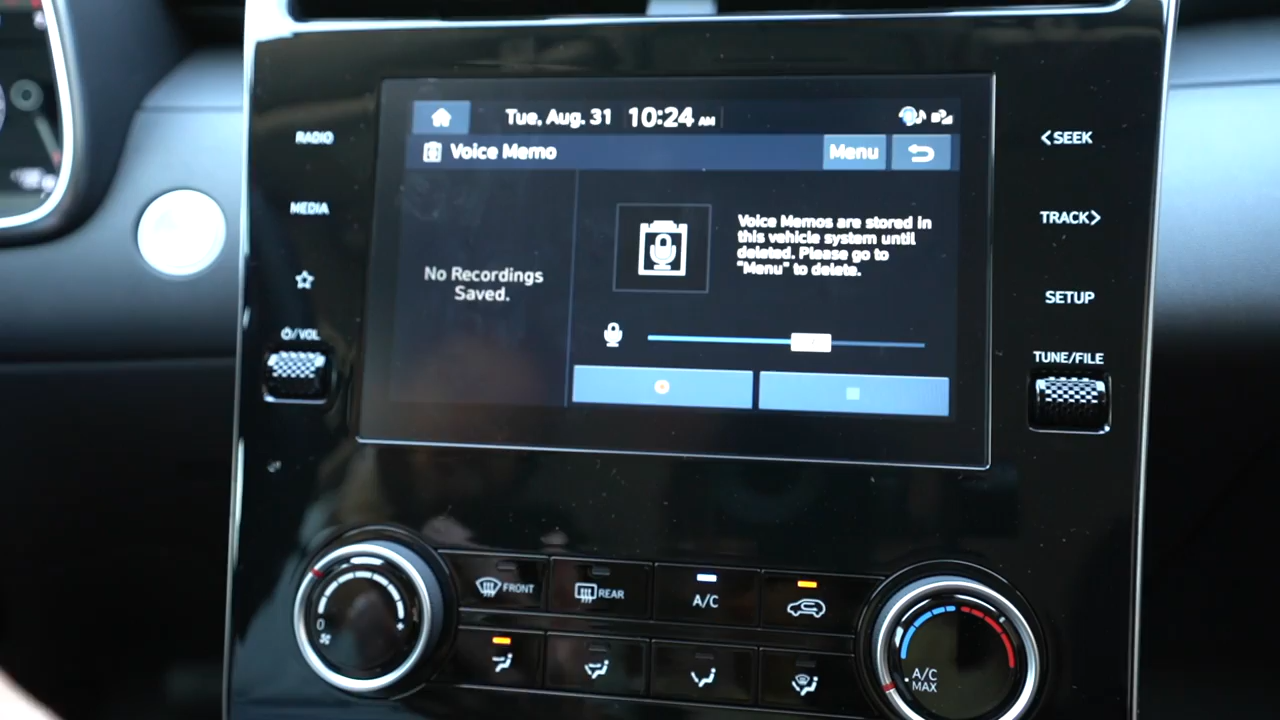 Tue, Aug. 31 10:24 AM
Voice Memo Menu
RADIO
MEDIA
⏻/VOL
<SEEK
TRACK>
SETUP
TUNE/FILE
No Recordings
Saved.
Voice Memos are stored in
this vehicle system until
deleted. Please go to
"Menu" to delete.
FRONT
REAR
A/C
0
+
A/C
MAX